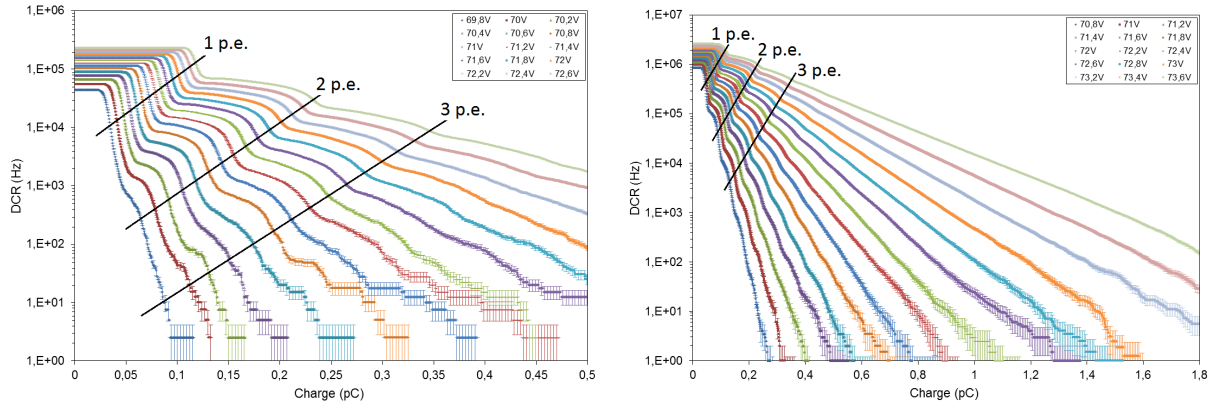 1,E+06
1,E+05
1,E+04
1,E+03
1,E+02
1,E+01
1,E+00
DCR (Hz)
0
0,05
0,1
0,15
0,2
0,25
0,3
0,35
0,4
0,45
0,5
Charge (pC)
1 p.e.
2 p.e.
3 p.e.
69,8V 70V 70,2V
70,4V 70,6V 70,8V
71V 71,2V 71,4V
71,6V 71,8V 72V
72,2V 72,4V 72,6V
1,E+07
1,E+06
1,E+05
1,E+04
1,E+03
1,E+02
1,E+01
1,E+00
DCR (Hz)
0
0,2
0,4
0,6
0,8
1
1,2
1,4
1,6
1,8
Charge (pC)
1 p.e.
2 p.e.
3 p.e.
70,8V 71V 71,2V
71,4V 71,6V 71,8V
72V 72,2V 72,4V
72,6V 72,8V 73V
73,2V 73,4V 73,6V